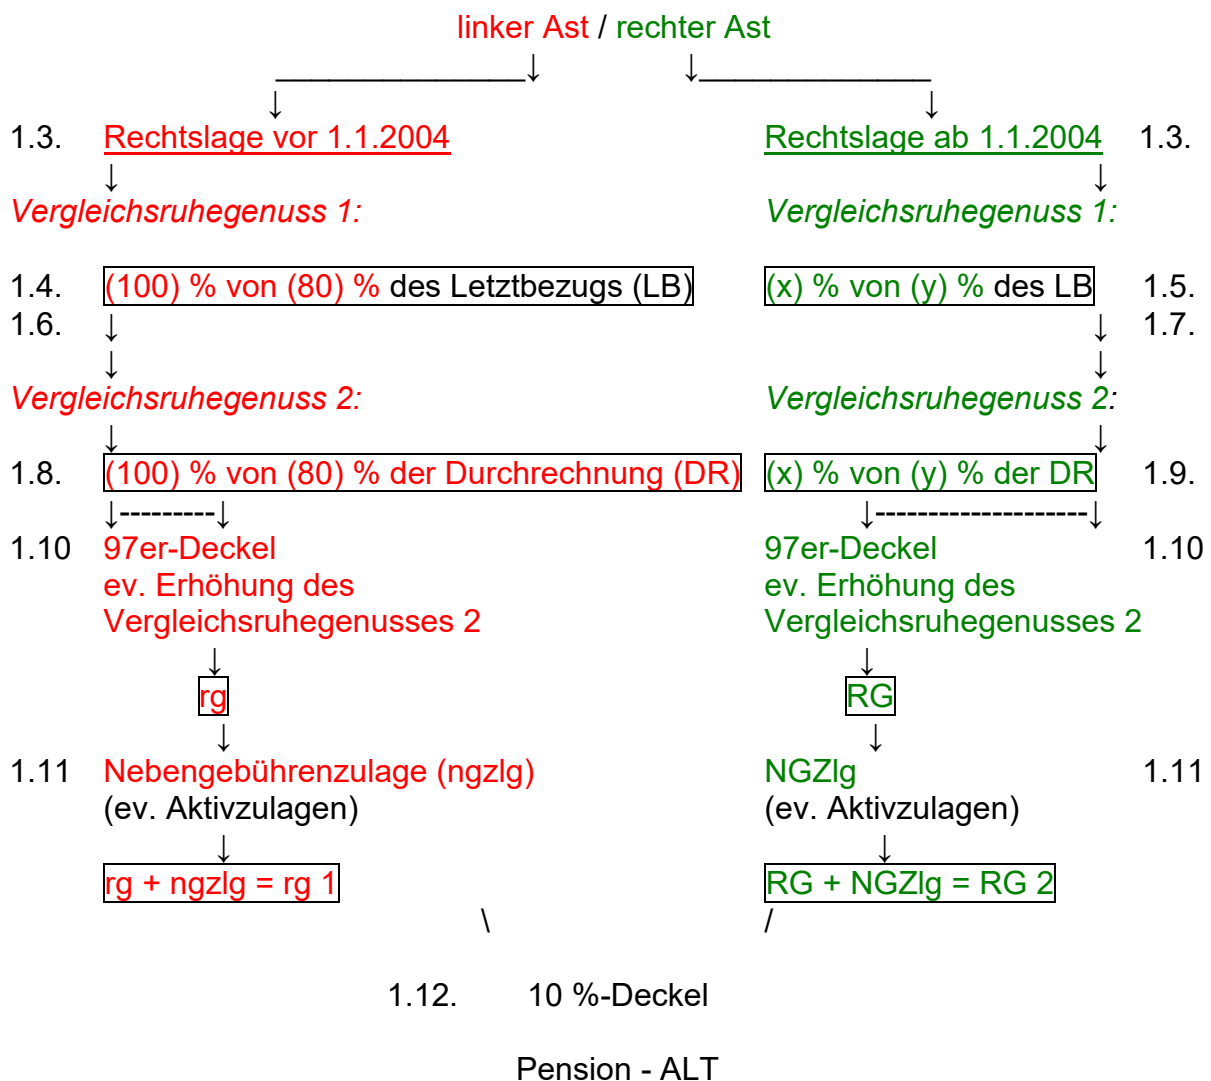 linker Ast / rechter Ast
1.3. Rechtslage vor 1.1.2004 Rechtslage ab 1.1.2004 1.3.
Vergleichsruhegenuss 1: Vergleichsruhegenuss 1:
1.4. (100) % von (80) % des Letztbezugs (LB) (x) % von (y) % des LB 1.5.
1.6. 1.7.
Vergleichsruhegenuss 2: Vergleichsruhegenuss 2:
1.8. (100) % von (80) % der Durchrechnung (DR) (x) % von (y) % der DR 1.9.
1.10 97er-Deckel 97er-Deckel 1.10
ev. Erhöhung des ev. Erhöhung des
Vergleichsruhegenusses 2 Vergleichsruhegenusses 2
rg RG
1.11 Nebengebührenzulage (ngzlg) NGZlg 1.11
(ev. Aktivzulagen) (ev. Aktivzulagen)
rg + ngzlg = rg 1 RG + NGZlg = RG 2
\ /
1.12. 10 %-Deckel
Pension - ALT